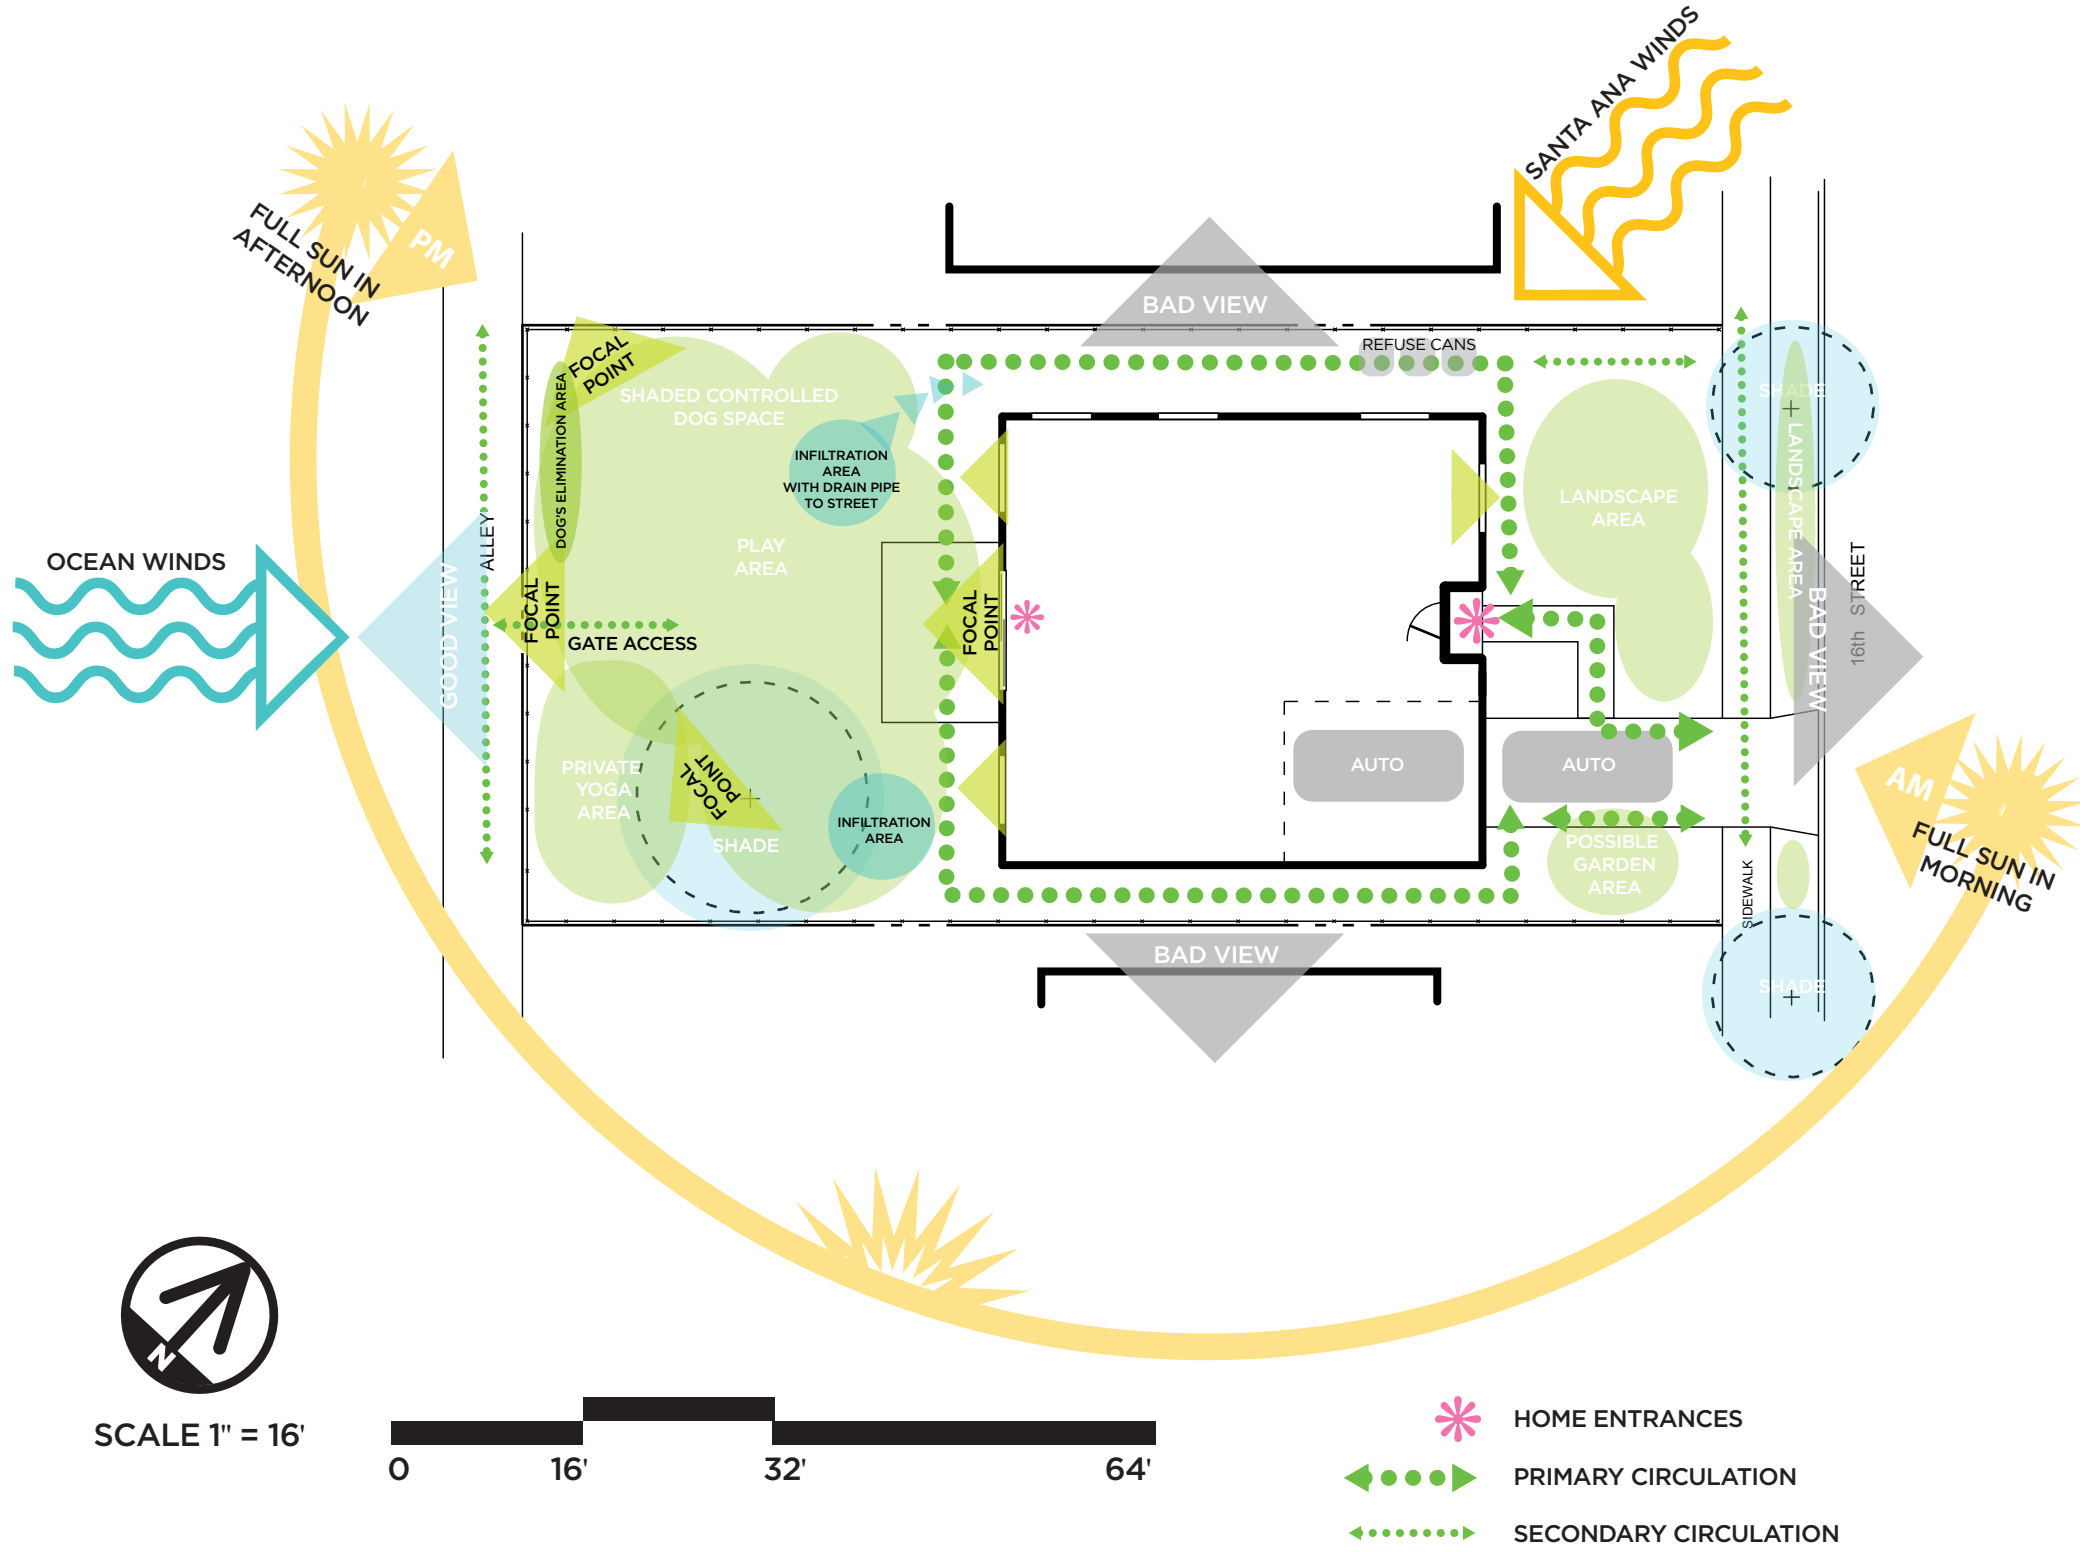 SANTA ANA WINDS
PM
FULL SUN IN
AFTERNOON
BAD VIEW
REFUSE CANS
FOCAL
POINT
SHADED CONTROLLED
DOG SPACE
DOG'S ELIMINATION AREA
SHADE
INFILTRATION
AREA
WITH DRAIN PIPE
TO STREET
LANDSCAPE
AREA
LANDSCAPE AREA
ALLEY
PLAY
AREA
OCEAN WINDS
GOOD VIEW
FOCAL
POINT
GATE ACCESS
FOCAL
POINT
BAD VIEW
16th STREET
PRIVATE
YOGA
AREA
FOCAL
POINT
SHADE
INFILTRATION
AREA
AUTO
AUTO
AM
FULL SUN IN
MORNING
POSSIBLE
GARDEN
AREA
SIDEWALK
BAD VIEW
SHADE
N
SCALE 1" = 16'
0 16' 32' 64'
HOME ENTRANCES
PRIMARY CIRCULATION
SECONDARY CIRCULATION